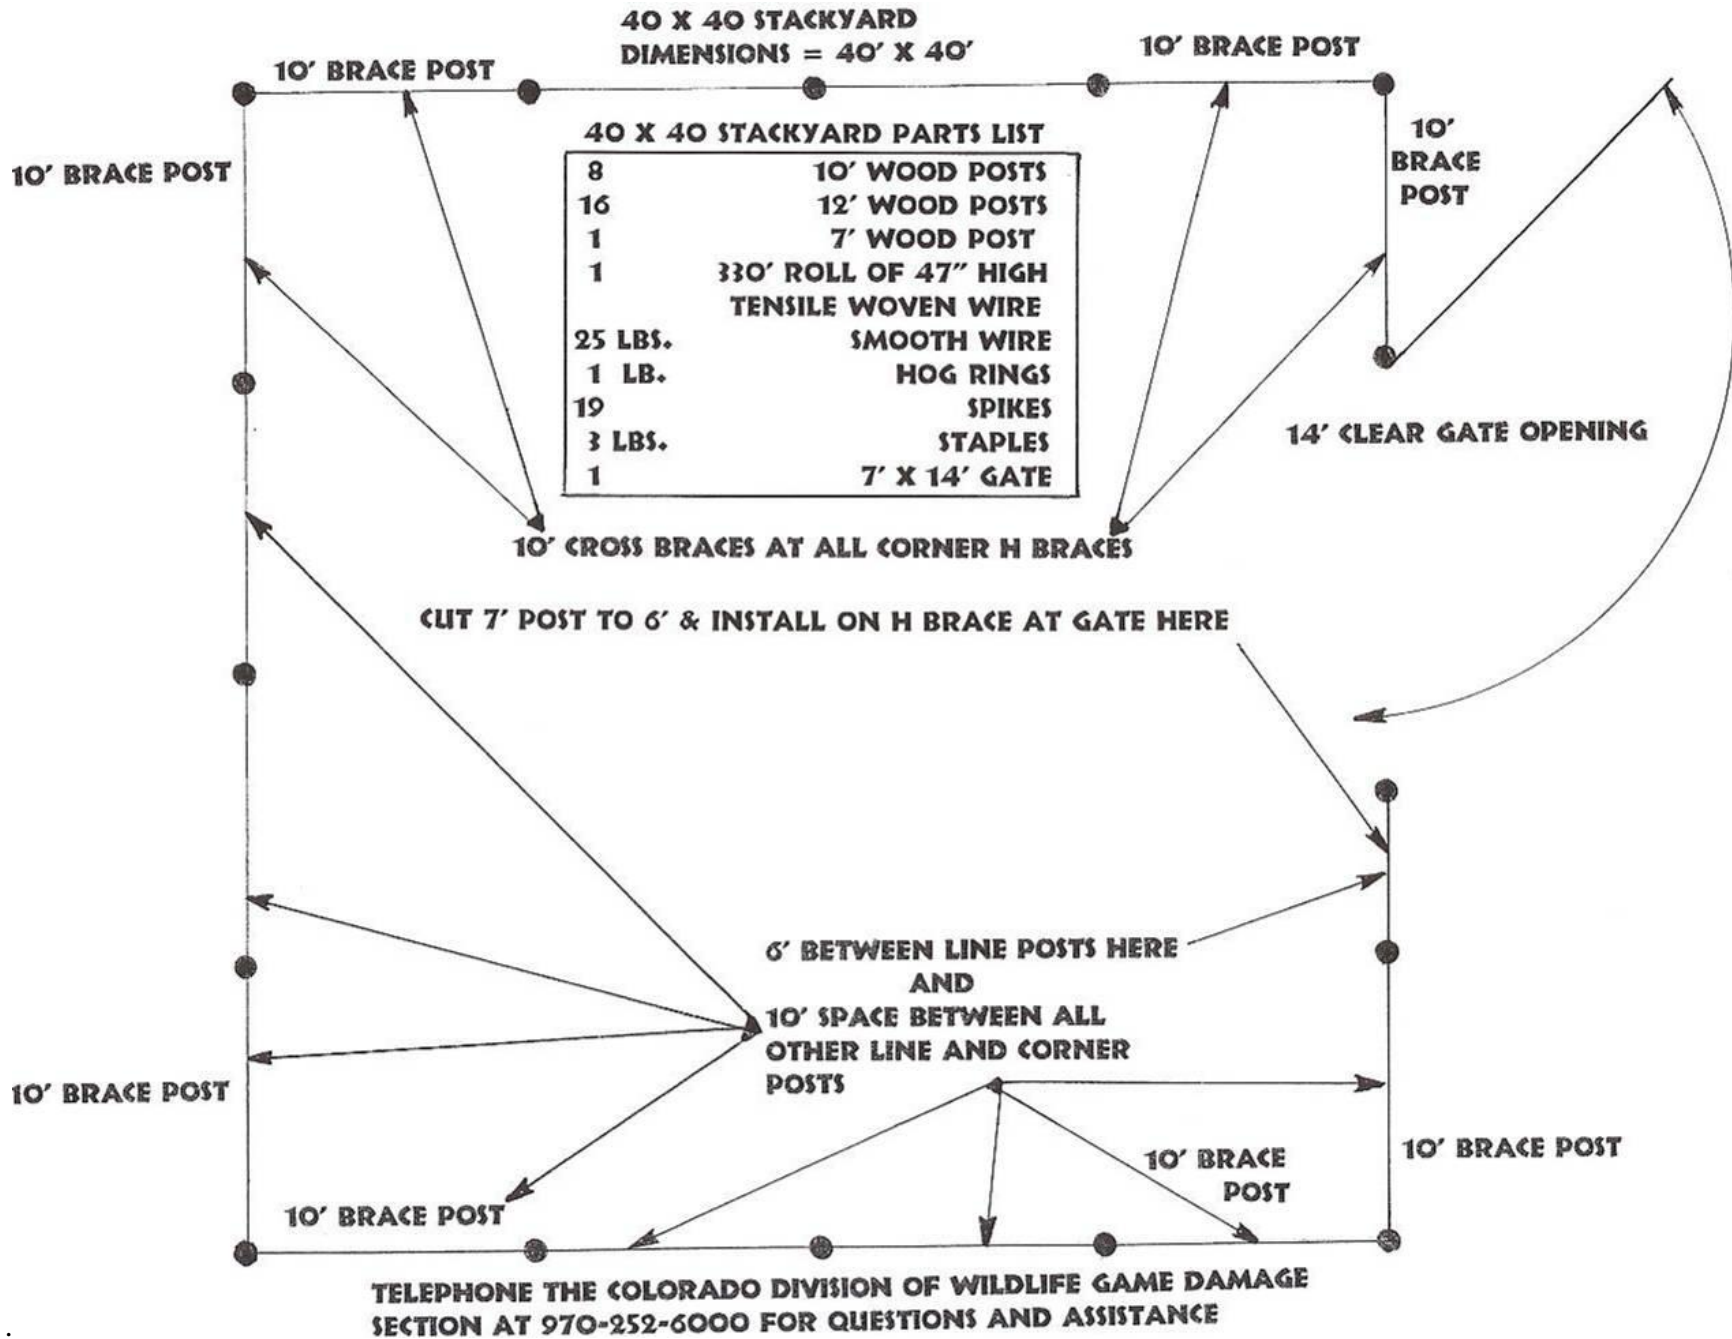 40 X 40 STACKYARD
DIMENSIONS = 40' X 40'
10' BRACE POST
10' BRACE POST
10' BRACE POST
10'
BRACE
POST
40 X 40 STACKYARD PARTS LIST
8 10' WOOD POSTS
16 12' WOOD POSTS
1 7' WOOD POST
1 330' ROLL OF 47" HIGH
TENSILE WOVEN WIRE
25 LBS. SMOOTH WIRE
1 LB. HOG RINGS
19 SPIKES
3 LBS. STAPLES
1 7' X 14' GATE
14' CLEAR GATE OPENING
10' CROSS BRACES AT ALL CORNER H BRACES
CUT 7' POST TO 6' & INSTALL ON H BRACE AT GATE HERE
6' BETWEEN LINE POSTS HERE
AND
10' SPACE BETWEEN ALL
OTHER LINE AND CORNER
POSTS
10' BRACE POST
10' BRACE
POST
10' BRACE POST
10' BRACE POST
TELEPHONE THE COLORADO DIVISION OF WILDLIFE GAME DAMAGE
SECTION AT 970-252-6000 FOR QUESTIONS AND ASSISTANCE